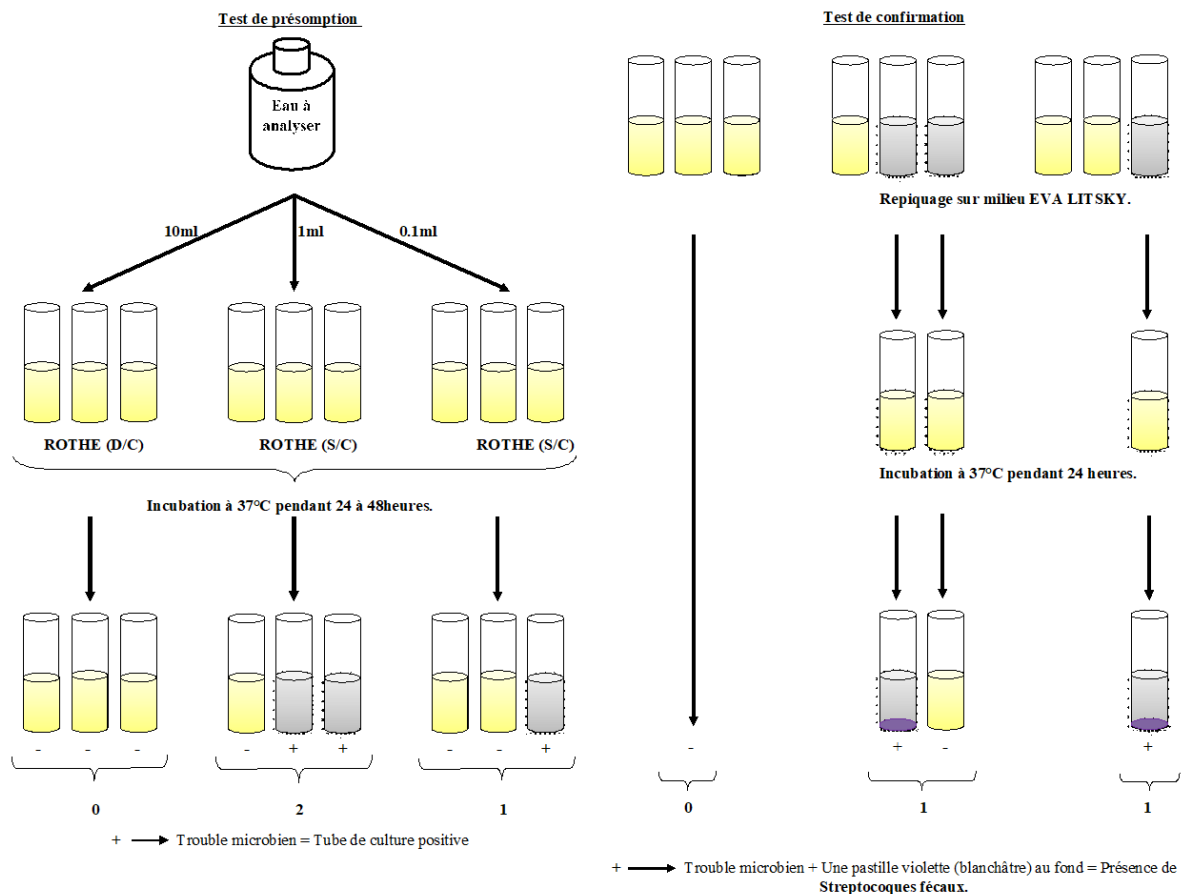 Test de présomption
Eau à
analyser
10ml
1ml
0.1ml
ROTHE (D/C)
ROTHE (S/C)
ROTHE (S/C)
Incubation à 37°C pendant 24 à 48heures.
- - -
- + +
- - +
0
2
1
+ Trouble microbien = Tube de culture positive
Test de confirmation
Repiquage sur milieu EVA LITSKY.
Incubation à 37°C pendant 24 heures.
-
+ -
+
0
1
1
+ Trouble microbien + Une pastille violette (blanchâtre) au fond = Présence de
Streptocoques fécaux.